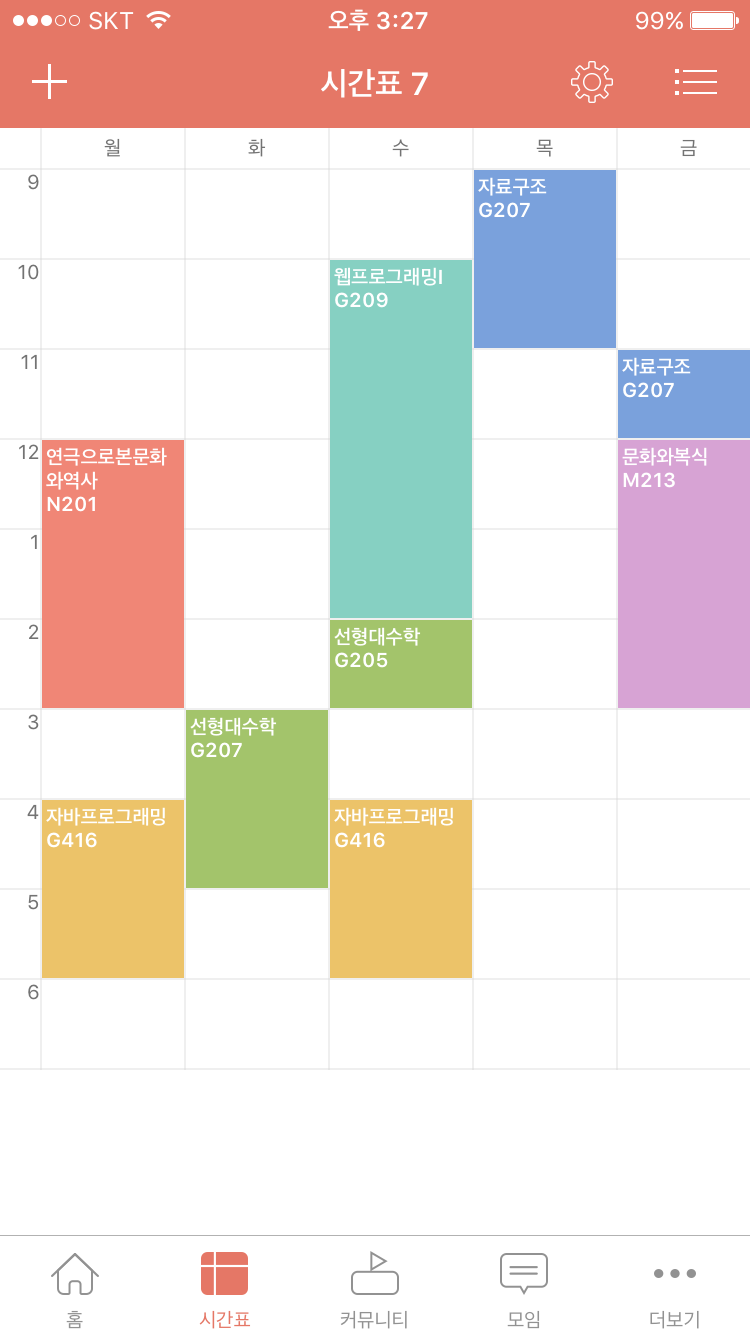 SKT 오후 3:27 99%
시간표 7
월 화 수 목 금
9
자료구조
G207
10
웹프로그래밍I
G209
11
자료구조
G207
12
연극으로본문화
와역사
N201
문화와복식
M213
1
2
선형대수학
G205
3
선형대수학
G207
4
자바프로그래밍
G416
자바프로그래밍
G416
5
6
홈 시간표 커뮤니티 모임 더보기